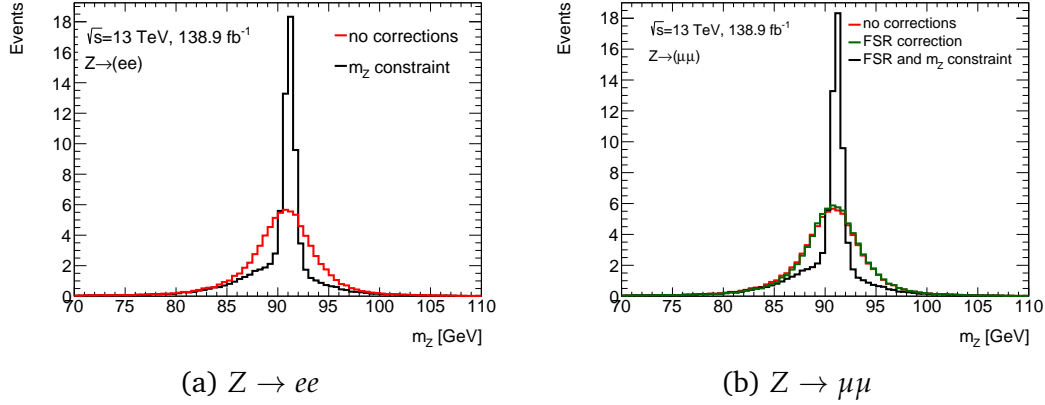 Events
18
16
14
12
10
8
6
4
2
0
√s=13 TeV, 138.9 fb⁻¹
Z→(ee)
no corrections
m_Z constraint
70 75 80 85 90 95 100 105 110
m_Z [GeV]
(a) Z → ee
Events
18
16
14
12
10
8
6
4
2
0
√s=13 TeV, 138.9 fb⁻¹
Z→(μμ)
no corrections
FSR correction
FSR and m_Z constraint
70 75 80 85 90 95 100 105 110
m_Z [GeV]
(b) Z → μμ